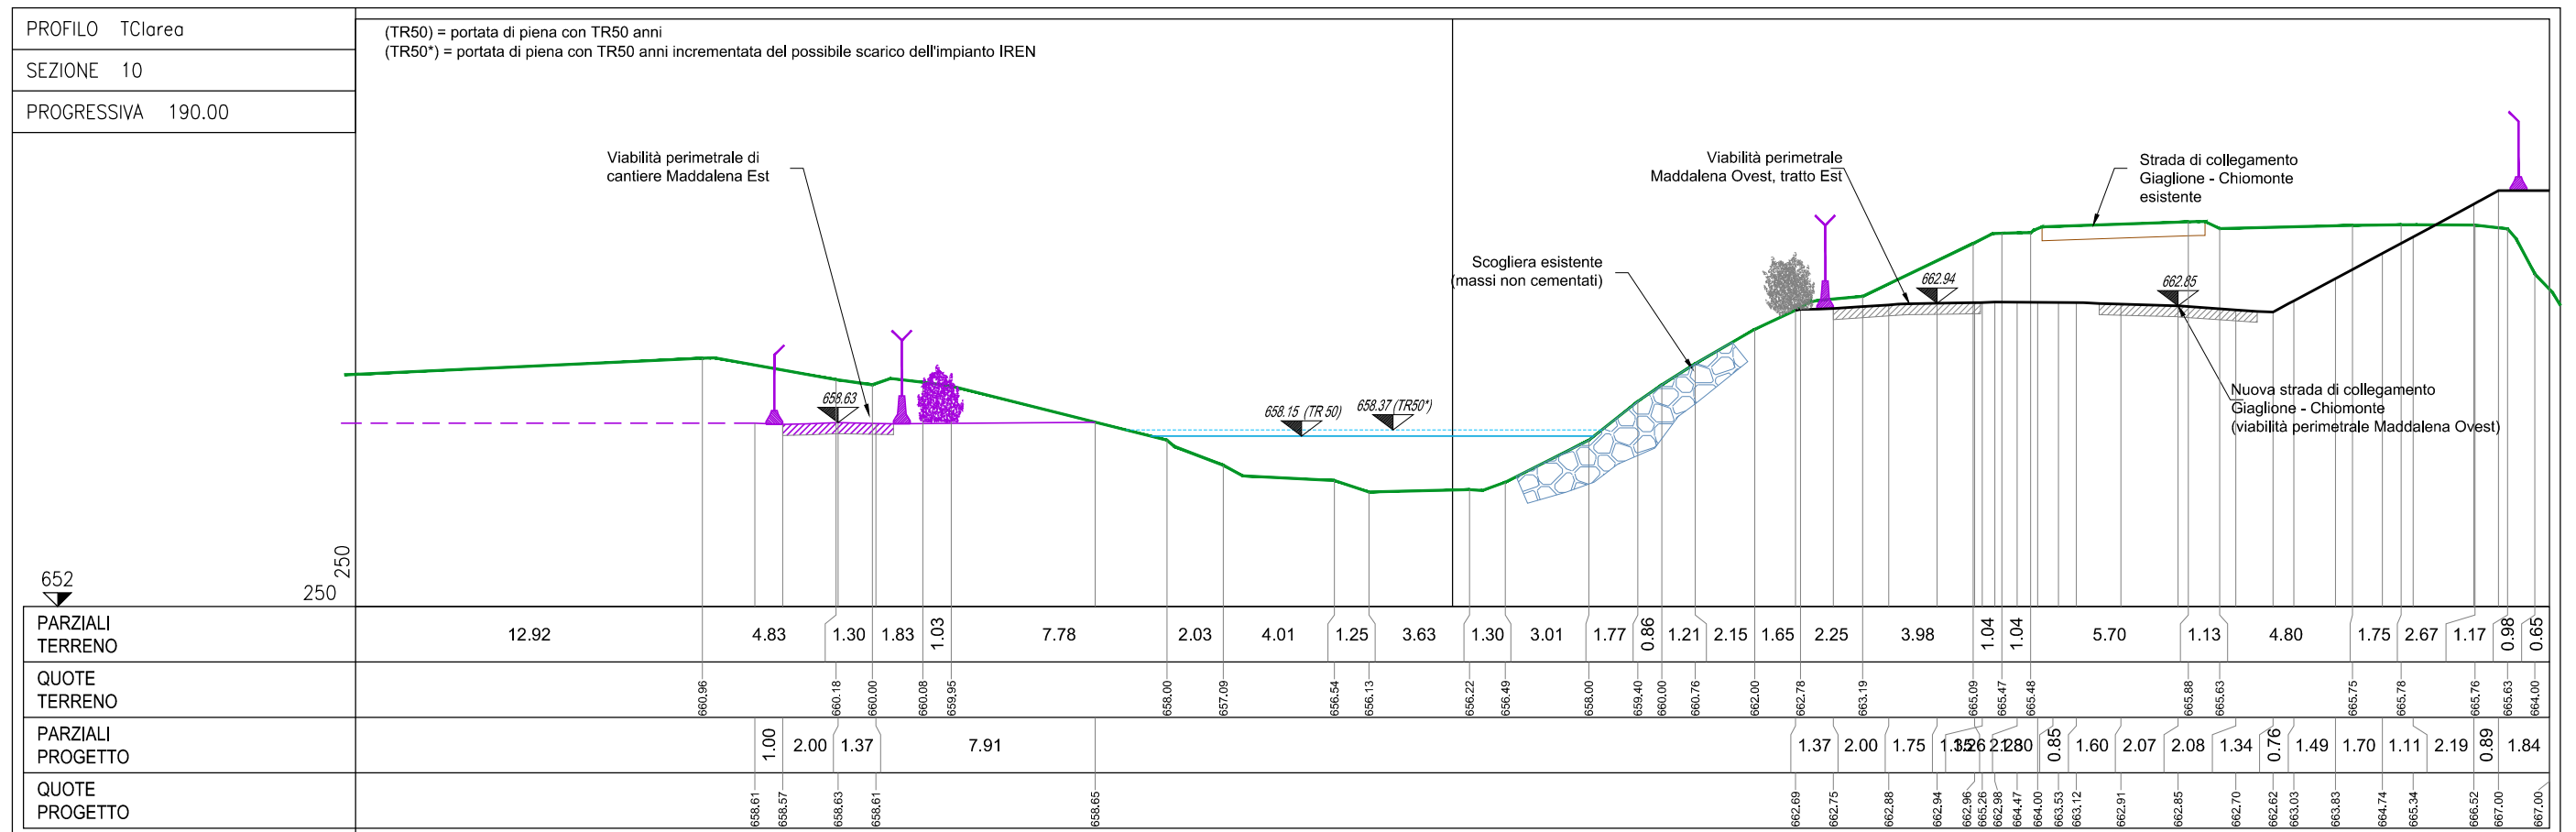 PROFILO TClarea
SEZIONE 10
PROGRESSIVA 190.00
(TR50) = portata di piena con TR50 anni
(TR50*) = portata di piena con TR50 anni incrementata del possibile scarico dell'impianto IREN
Viabilità perimetrale di
cantiere Maddalena Est
Viabilità perimetrale
Maddalena Ovest, tratto Est
Strada di collegamento
Giaglione - Chiomonte
esistente
Scogliera esistente
(massi non cementati)
662.94
662.85
658.63
658.15 (TR 50)
658.37 (TR50*)
Nuova strada di collegamento
Giaglione - Chiomonte
(viabilità perimetrale Maddalena Ovest)
652
250
250
PARZIALI
TERRENO
12.92 4.83 1.30 1.83 1.03 7.78 2.03 4.01 1.25 3.63 1.30 3.01 1.77 0.86 1.21 2.15 1.65 2.25 3.98 1.04 1.04 5.70 1.13 4.80 1.75 2.67 1.17 0.98 0.65
QUOTE
TERRENO
660.96 660.18 660.00 660.08 659.95 658.00 657.09 656.54 656.13 656.22 656.49 658.00 659.40 660.00 660.76 662.00 662.78 663.19 665.09 665.47 665.48 665.88 665.63 665.75 665.78 665.76 665.63 664.00
PARZIALI
PROGETTO
1.00 2.00 1.37 7.91 1.37 2.00 1.75 0.85 1.60 2.07 2.08 1.34 0.76 1.49 1.70 1.11 2.19 0.89 1.84
QUOTE
PROGETTO
658.61 658.57 658.63 658.61 658.65 662.69 662.75 662.88 662.94 662.96 665.26 662.98 664.47 664.00 663.53 663.12 662.91 662.85 662.70 662.62 663.03 663.83 664.74 665.34 666.52 667.00 667.00